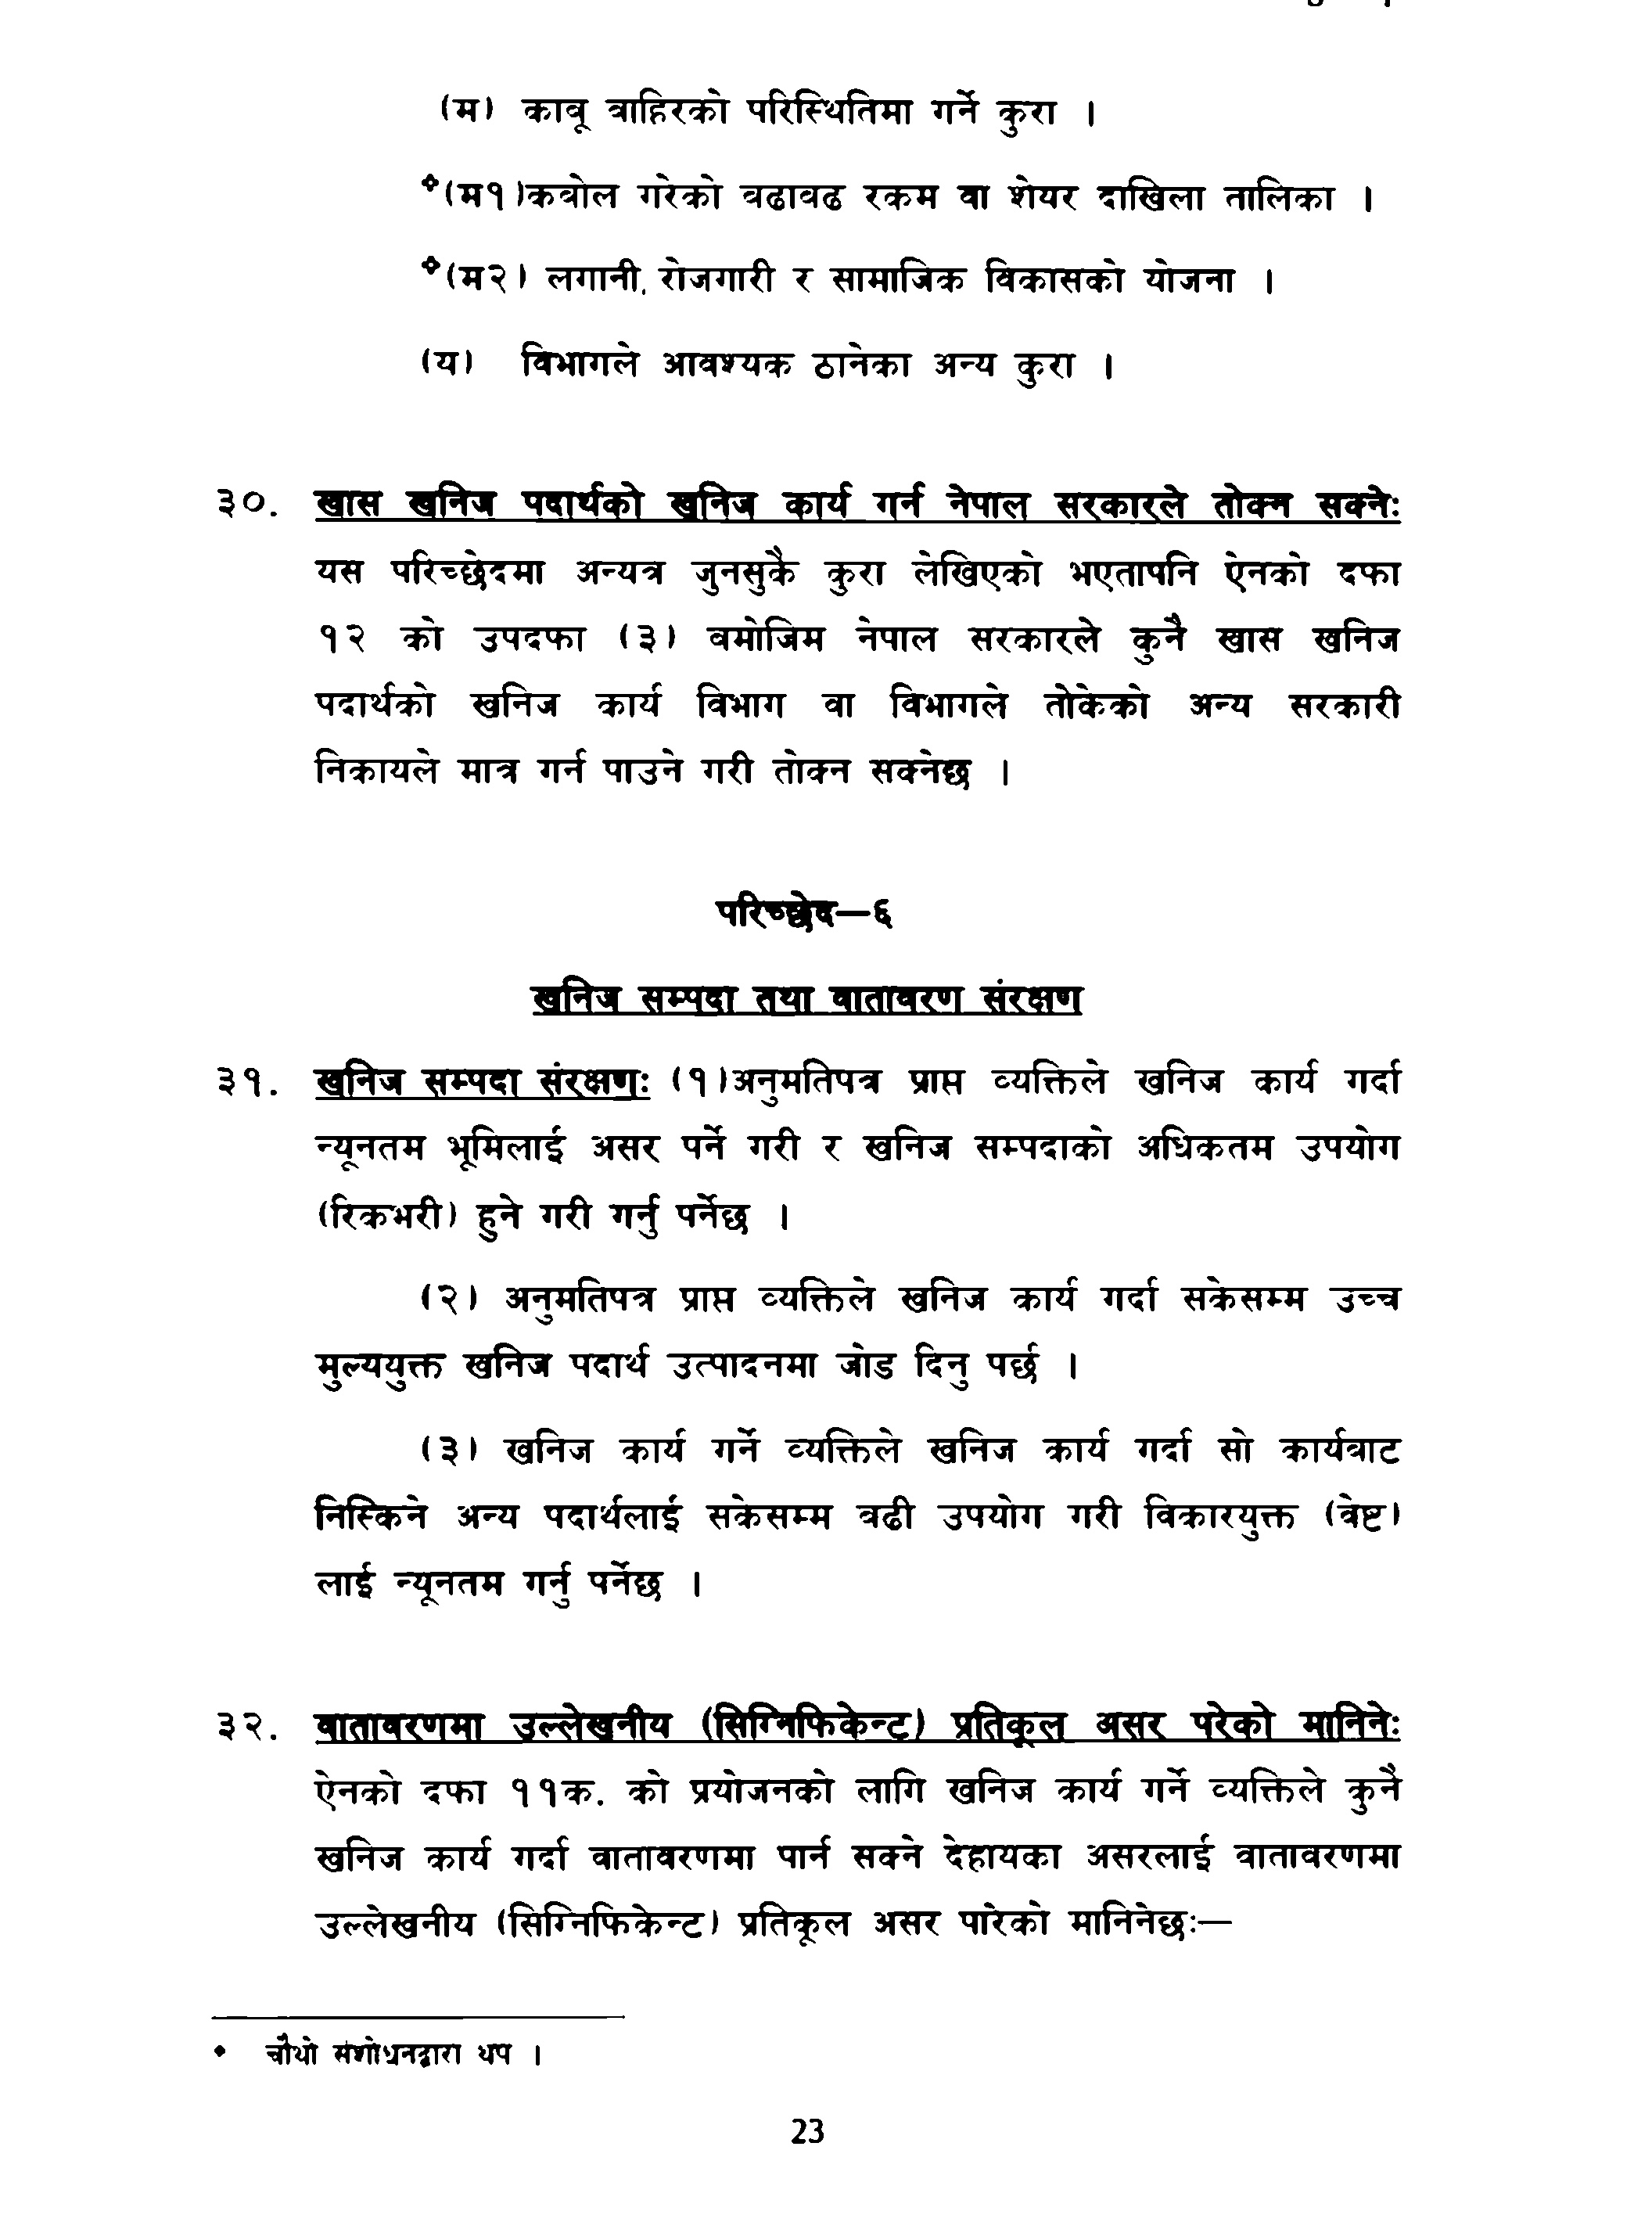 (म) काबू बाहिरको परिस्थितिमा गर्ने कुरा ।
(म१)कबोल गरेको बढाबढ रकम वा शेयर दाखिला तालिका ।
(म२) लगानी, रोजगारी र सामाजिक विकासको योजना ।
(य) विभागले आवश्यक ठानेका अन्य कुरा ।
३०. खास खनिज पदार्थको खनिज कार्य गर्न नेपाल सरकारले तोक्न सक्नेः
यस परिच्छेदमा अन्यत्र जुनसुकै कुरा लेखिएको भएतापनि ऐनको दफा
१२ को उपदफा (३) बमोजिम नेपाल सरकारले कुनै खास खनिज
पदार्थको खनिज कार्य विभाग वा विभागले तोकेको अन्य सरकारी
निकायले मात्र गर्न पाउने गरी तोक्न सक्नेछ ।
परिच्छेद—६
खनिज सम्पदा तथा वातावरण संरक्षण
३१. खनिज सम्पदा संरक्षणः (१)अनुमतिपत्र प्राप्त व्यक्तिले खनिज कार्य गर्दा
न्यूनतम भूमिलाई असर पर्ने गरी र खनिज सम्पदाको अधिकतम उपयोग
(रिकभरी) हुने गरी गर्नु पर्नेछ ।
(२) अनुमतिपत्र प्राप्त व्यक्तिले खनिज कार्य गर्दा सकेसम्म उच्च
मुल्ययुक्त खनिज पदार्थ उत्पादनमा जोड दिनु पर्छ ।
(३) खनिज कार्य गर्ने व्यक्तिले खनिज कार्य गर्दा सो कार्यबाट
निस्किने अन्य पदार्थलाई सकेसम्म बढी उपयोग गरी विकारयुक्त (वेष्ट)
लाई न्यूनतम गर्नु पर्नेछ ।
३२. वातावरणमा उल्लेखनीय (सिग्निफिकेन्ट) प्रतिकूल असर परेको मानिनेः
ऐनको दफा ११क. को प्रयोजनको लागि खनिज कार्य गर्ने व्यक्तिले कुनै
खनिज कार्य गर्दा वातावरणमा पार्न सक्ने देहायका असरलाई वातावरणमा
उल्लेखनीय (सिग्निफिकेन्ट) प्रतिकूल असर पारेको मानिनेछः—
चौथो संशोधनद्वारा थप ।
23